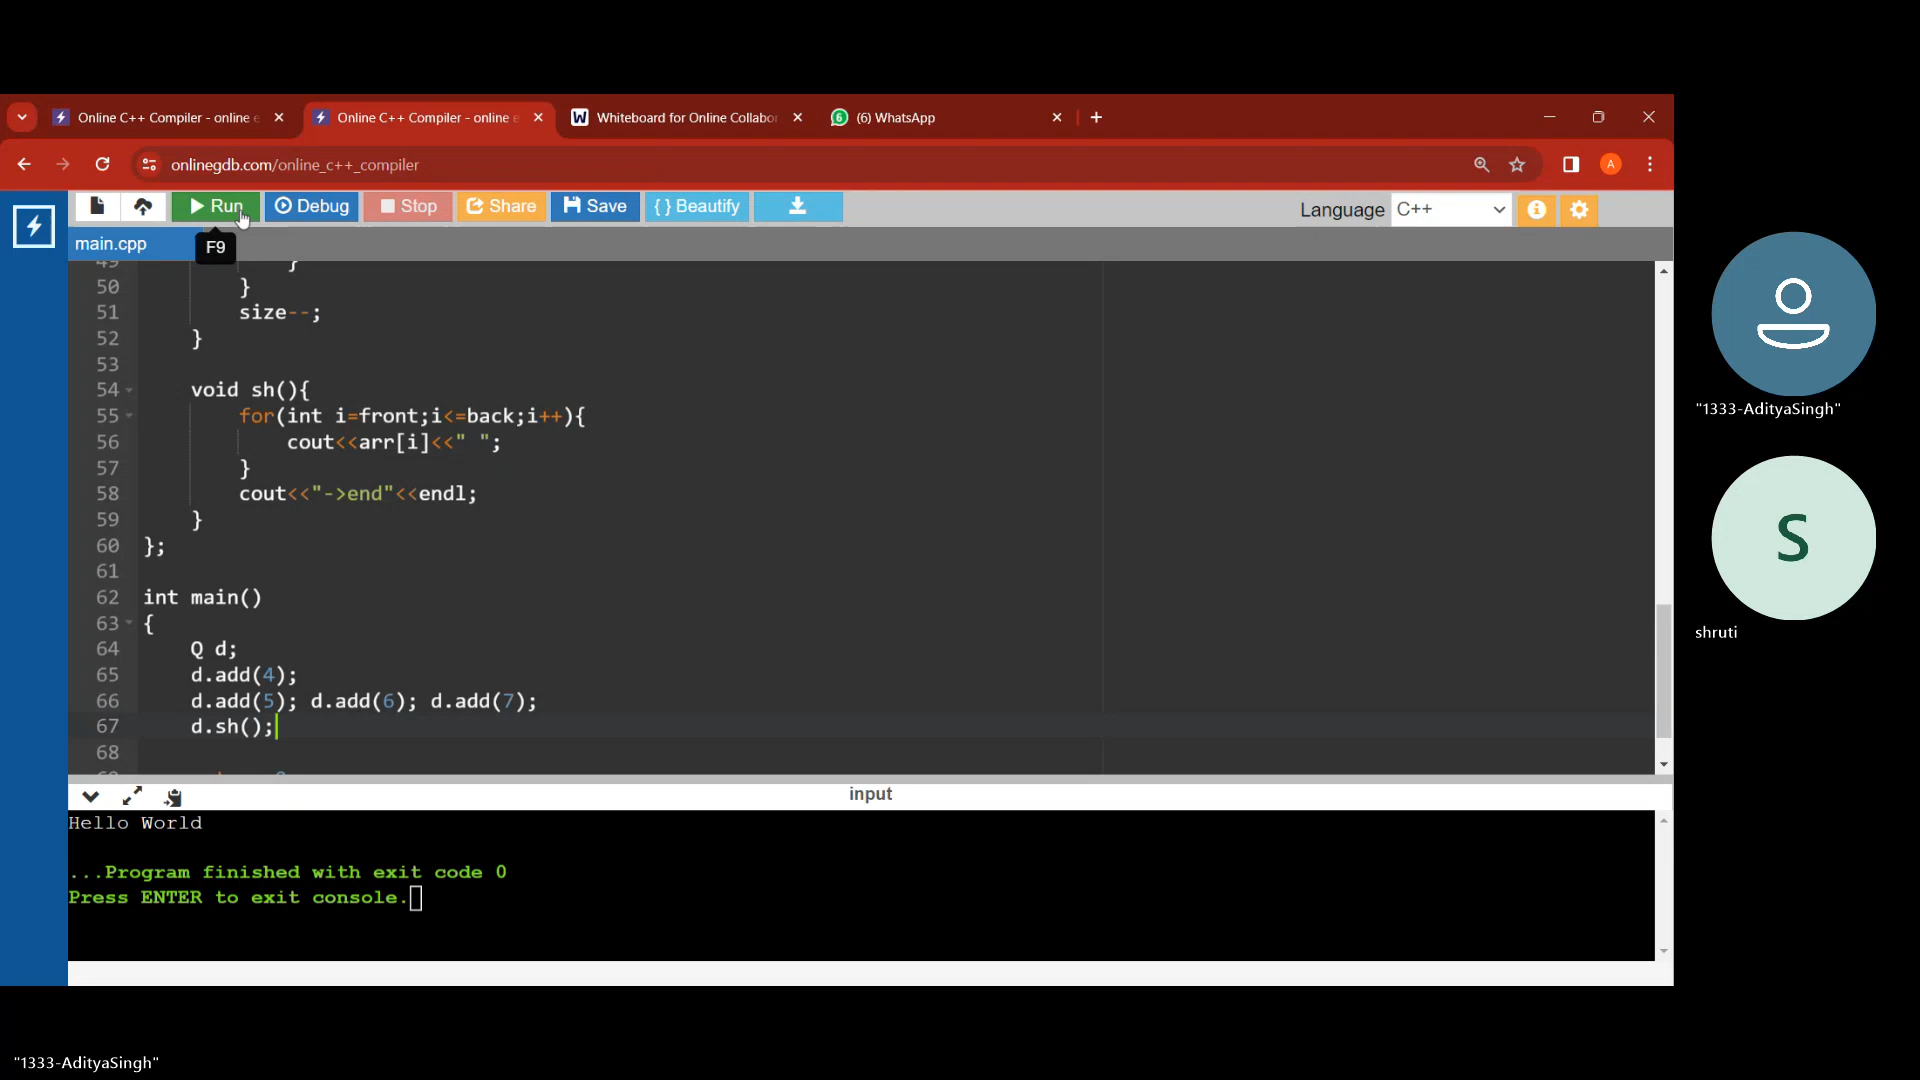 Online C++ Compiler - online e
Online C++ Compiler - online e
Whiteboard for Online Collabor
(6) WhatsApp
onlinegdb.com/online_c++_compiler
A
Run
Debug
Stop
Share
Save
{ } Beautify
Language C++
main.cpp
F9
49 }
50 }
51 size--;
52 }
53
54 void sh(){
55 for(int i=front;i<=back;i++){
56 cout<<arr[i]<<" ";
57 }
58 cout<<"->end"<<endl;
59 }
60 };
61
62 int main()
63 {
64 Q d;
65 d.add(4);
66 d.add(5); d.add(6); d.add(7);
67 d.sh();
68
input
Hello World
...Program finished with exit code 0
Press ENTER to exit console.
"1333-AdityaSingh"
S
shruti
"1333-AdityaSingh"